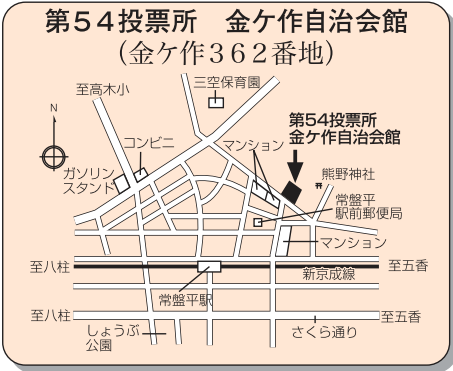 第５４投票所　金ケ作自治会館
（金ケ作３６２番地）
三空保育園
至高木小
N
コンビニ
マンション
第54投票所
金ケ作自治会館
ガソリン
スタンド
熊野神社
常盤平
駅前郵便局
マンション
至八柱
至五香
新京成線
常盤平駅
至八柱
至五香
しょうぶ
公園
さくら通り